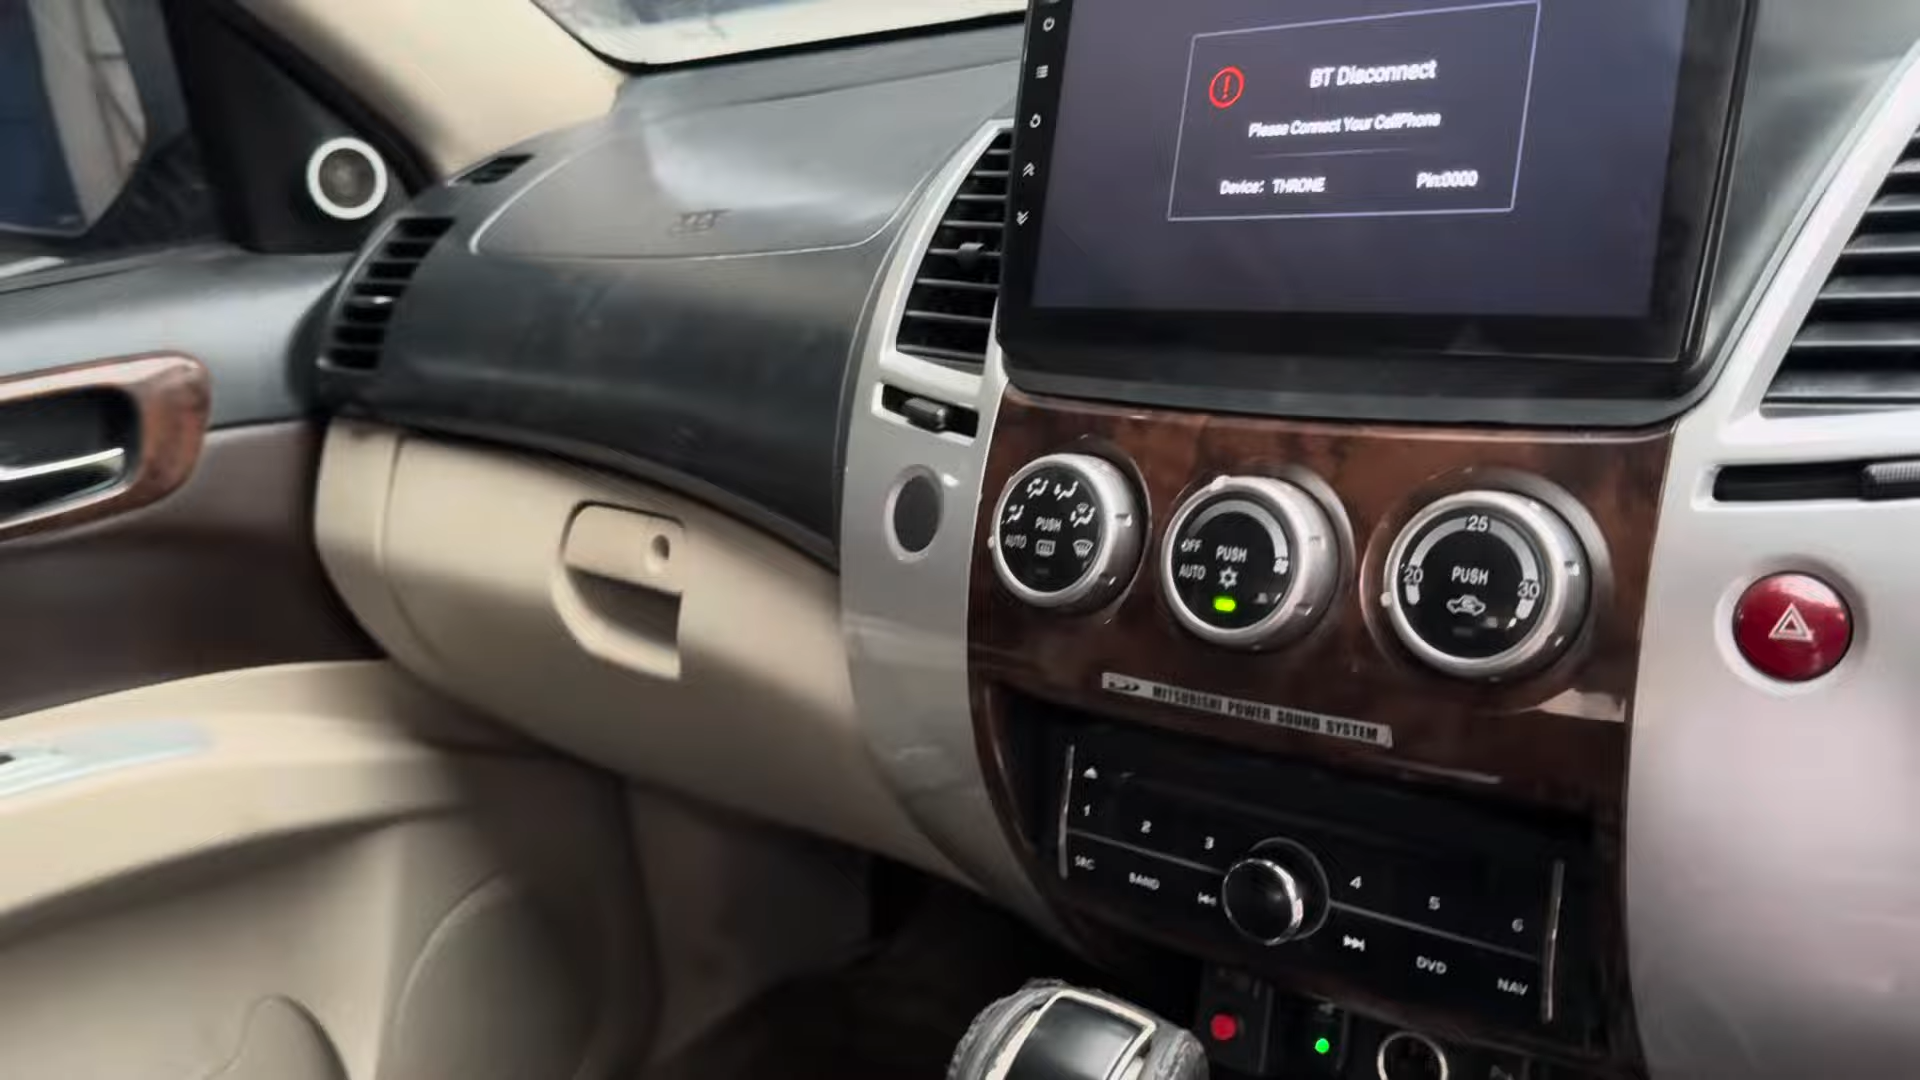 BT Disconnect
Please Connect Your CellPhone
Device: THRONE
Pin:0000
PUSH
AUTO
OFF
PUSH
AUTO
25
20
PUSH
30
MITSUBISHI POWER SOUND SYSTEM
1
2
3
4
5
6
SRC
BAND
DVD
NAV